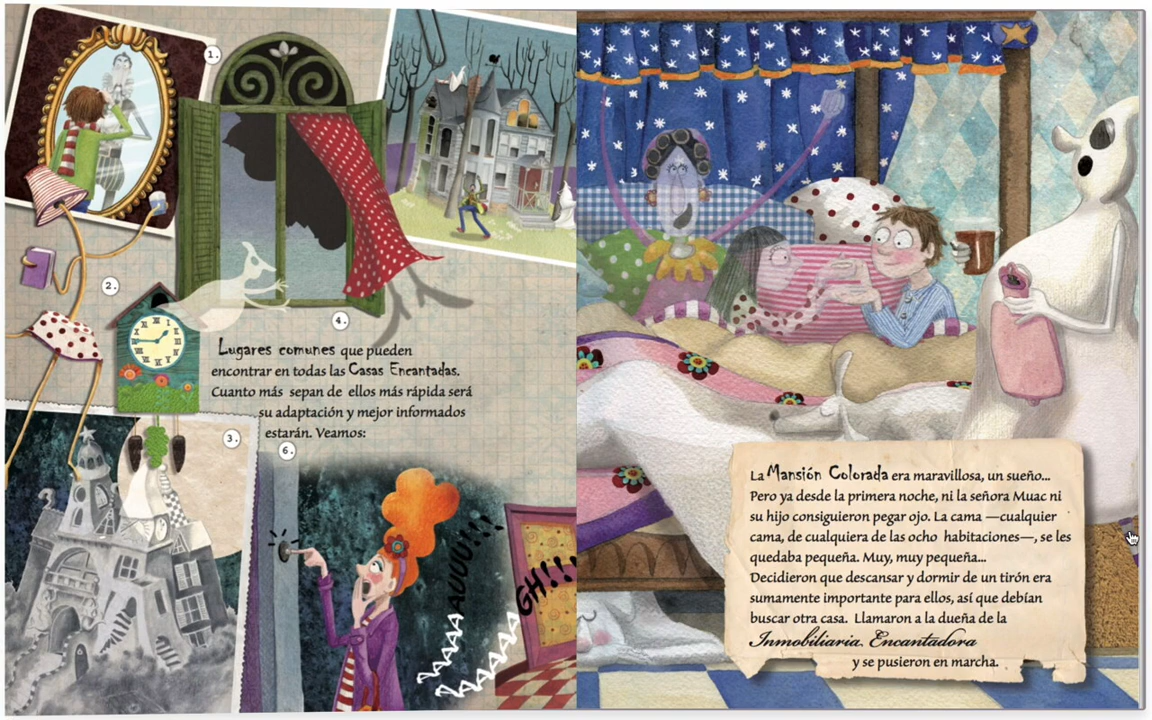 1.
2.
4.
Lugares comunes que pueden
encontrar en todas las Casas Encantadas.
Cuanto más sepan de ellos más rápida será
su adaptación y mejor informados
estarán. Veamos:
3.
6.
AAAAAUUU!!!
AAAAAAGH!!!
La Mansión Colorada era maravillosa, un sueño...
Pero ya desde la primera noche, ni la señora Muac ni
su hijo consiguieron pegar ojo. La cama —cualquier
cama, de cualquiera de las ocho habitaciones—, se les
quedaba pequeña. Muy, muy pequeña...
Decidieron que descansar y dormir de un tirón era
sumamente importante para ellos, así que debían
buscar otra casa. Llamaron a la dueña de la
Inmobiliaria Encantadora
y se pusieron en marcha.